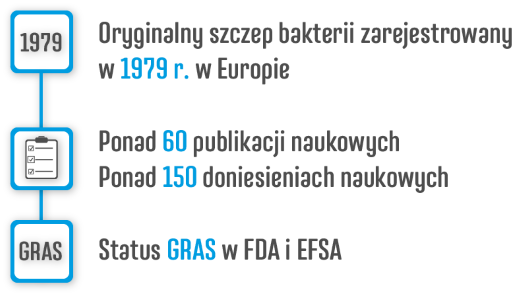 1979
Oryginalny szczep bakterii zarejestrowany
w 1979 r. w Europie
Ponad 60 publikacji naukowych
Ponad 150 doniesieniach naukowych
GRAS
Status GRAS w FDA i EFSA